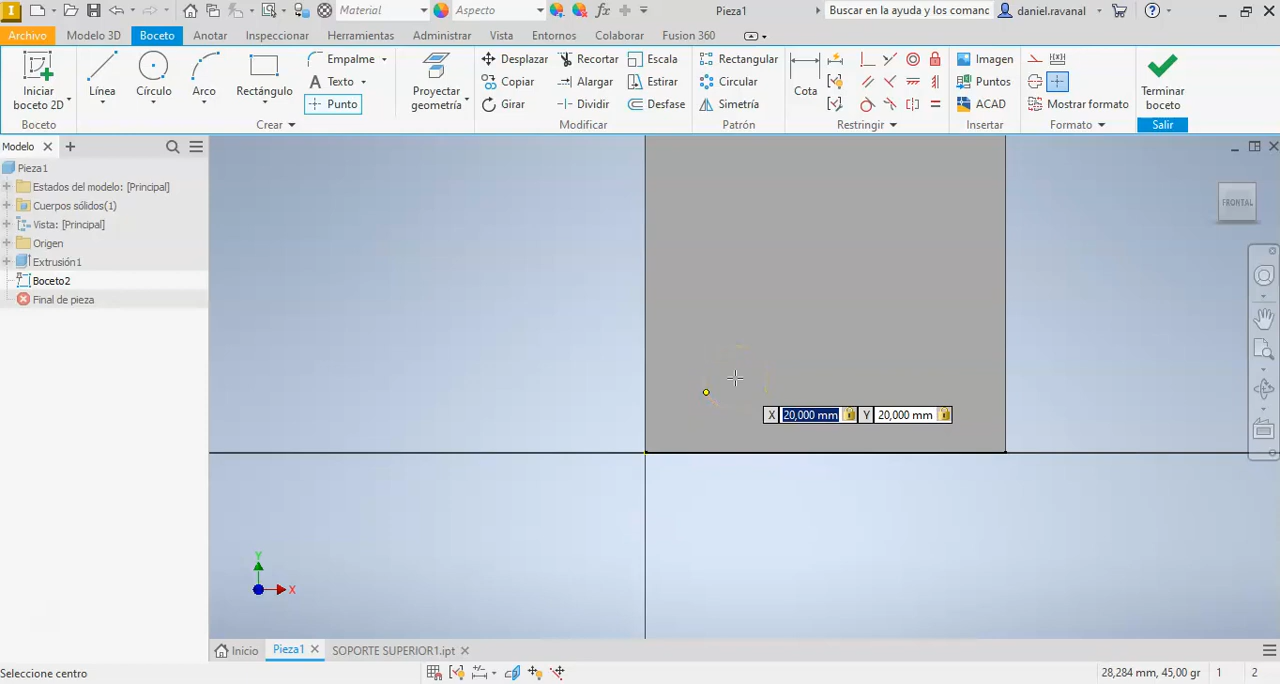 Material
Aspecto
Pieza1
Buscar en la ayuda y los comanc
daniel.ravanal
Archivo
Modelo 3D
Boceto
Anotar
Inspeccionar
Herramientas
Administrar
Vista
Entornos
Colaborar
Fusion 360
Iniciar
boceto 2D
Línea
Círculo
Arco
Rectángulo
Empalme
Texto
Punto
Proyectar
geometría
Desplazar
Copiar
Girar
Recortar
Alargar
Dividir
Escala
Estirar
Desfase
Rectangular
Circular
Simetría
Cota
Imagen
Puntos
ACAD
Mostrar formato
Terminar
boceto
Boceto
Crear
Modificar
Patrón
Restringir
Insertar
Formato
Salir
Modelo
Pieza1
Estados del modelo: [Principal]
Cuerpos sólidos(1)
Vista: [Principal]
Origen
Extrusión1
Boceto2
Final de pieza
FRONTAL
X 20,000 mm Y 20,000 mm
Y
X
Inicio
Pieza1
SOPORTE SUPERIOR1.ipt
Seleccione centro
28,284 mm, 45,00 gr
1
2